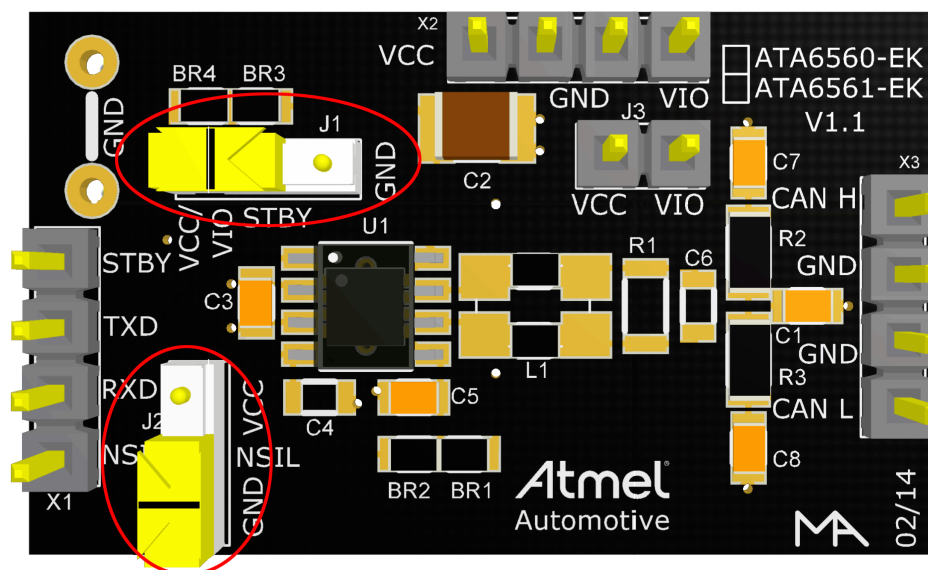 X2
VCC
GND
VIO
ATA6560-EK
ATA6561-EK
V1.1
BR4
BR3
J1
GND
GND
VCC/
VIO
STBY
C2
J3
VCC
VIO
C7
X3
CAN H
STBY
U1
R1
C6
R2
GND
C3
TXD
C1
GND
L1
R3
RXD
J2
VCC
C4
C5
CAN L
NSIL
GND
C8
X1
BR2
BR1
Atmel®
Automotive
MA
02/14